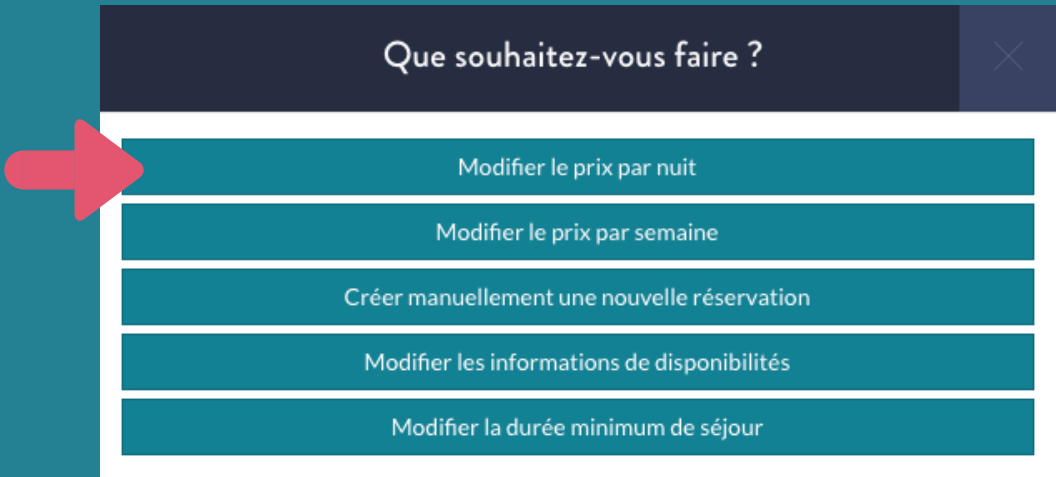 Que souhaitez-vous faire ?
Modifier le prix par nuit
Modifier le prix par semaine
Créer manuellement une nouvelle réservation
Modifier les informations de disponibilités
Modifier la durée minimum de séjour